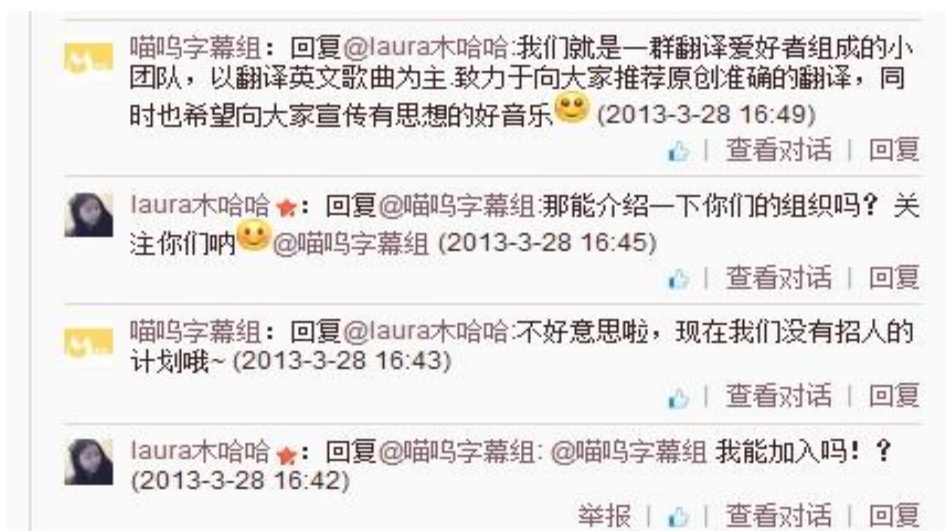 喵呜字幕组：回复@laura木哈哈:我们就是一群翻译爱好者组成的小
团队，以翻译英文歌曲为主.致力于向大家推荐原创准确的翻译，同
时也希望向大家宣传有思想的好音乐 (2013-3-28 16:49)
| 查看对话 | 回复
laura木哈哈 ：回复@喵呜字幕组:那能介绍一下你们的组织吗？关
注你们呐 @喵呜字幕组 (2013-3-28 16:45)
| 查看对话 | 回复
喵呜字幕组：回复@laura木哈哈:不好意思啦，现在我们没有招人的
计划哦~ (2013-3-28 16:43)
| 查看对话 | 回复
laura木哈哈 ：回复@喵呜字幕组: @喵呜字幕组 我能加入吗！？
(2013-3-28 16:42)
举报 | | 查看对话 | 回复